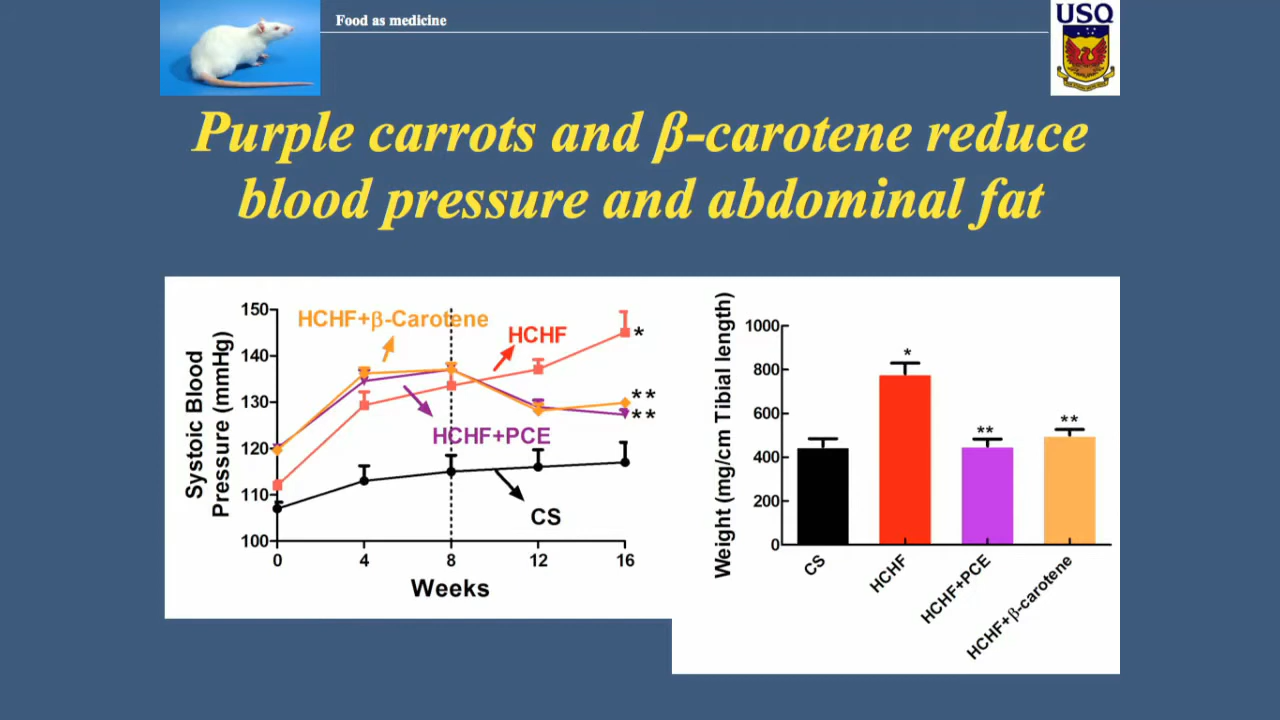 Food as medicine
USQ
Purple carrots and β-carotene reduce
blood pressure and abdominal fat
Systoic Blood
Pressure (mmHg)
150
140
130
120
110
100
HCHF+β-Carotene
HCHF
*
**
**
HCHF+PCE
CS
0
4
8
12
16
Weeks
Weight (mg/cm Tibial length)
1000
800
600
400
200
0
*
**
**
CS
HCHF
HCHF+PCE
HCHF+β-carotene